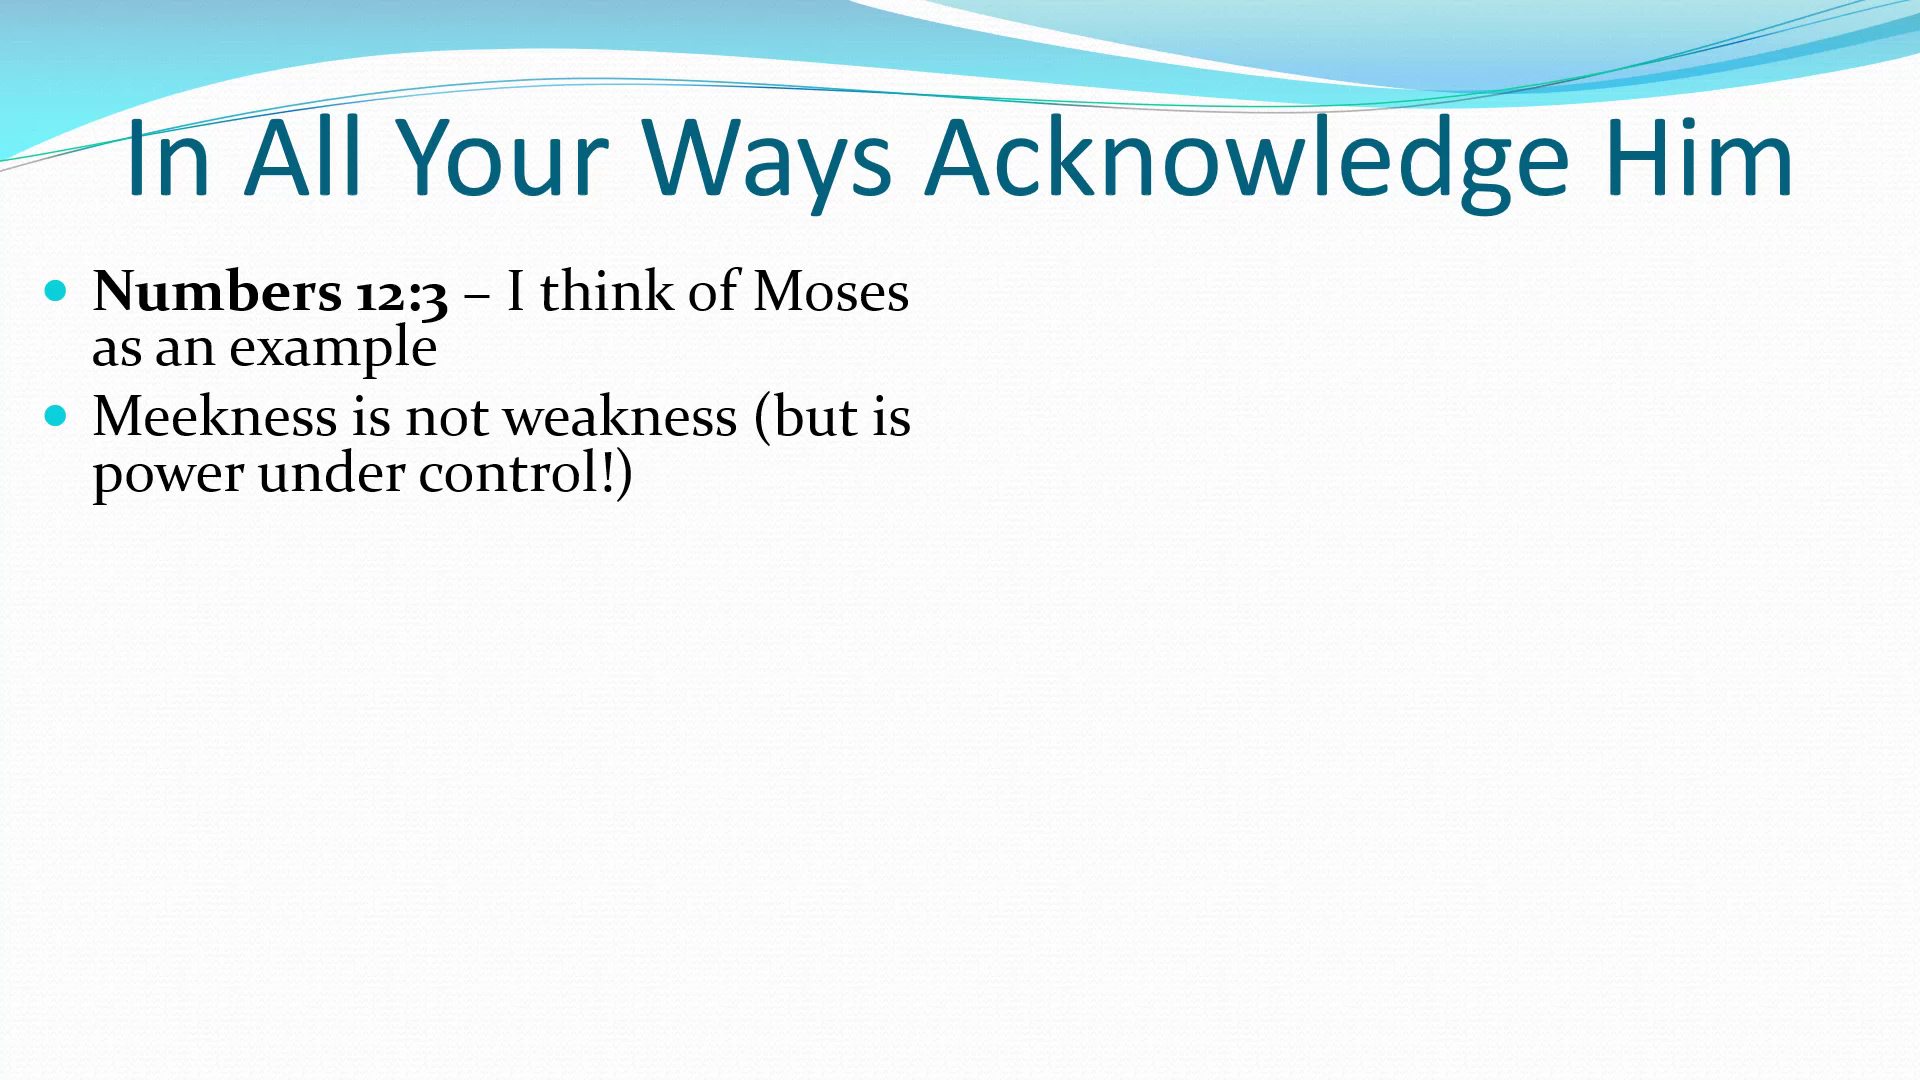 In All Your Ways Acknowledge Him
• Numbers 12:3 – I think of Moses
as an example
• Meekness is not weakness (but is
power under control!)